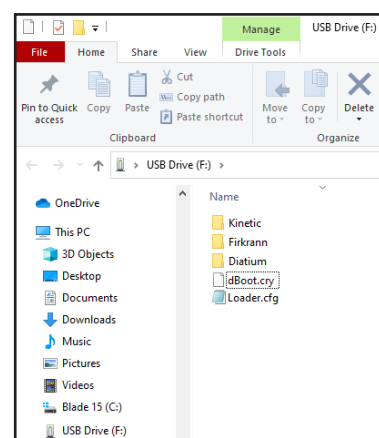 Manage
USB Drive (F:)
File
Home
Share
View
Drive Tools
Pin to Quick access
Copy
Paste
Cut
Copy path
Paste shortcut
Move to
Copy to
Delete
Clipboard
Organize
USB Drive (F:)
OneDrive
This PC
3D Objects
Desktop
Documents
Downloads
Music
Pictures
Videos
Blade 15 (C:)
USB Drive (F:)
Name
Kinetic
Firkrann
Diatium
dBoot.cry
Loader.cfg